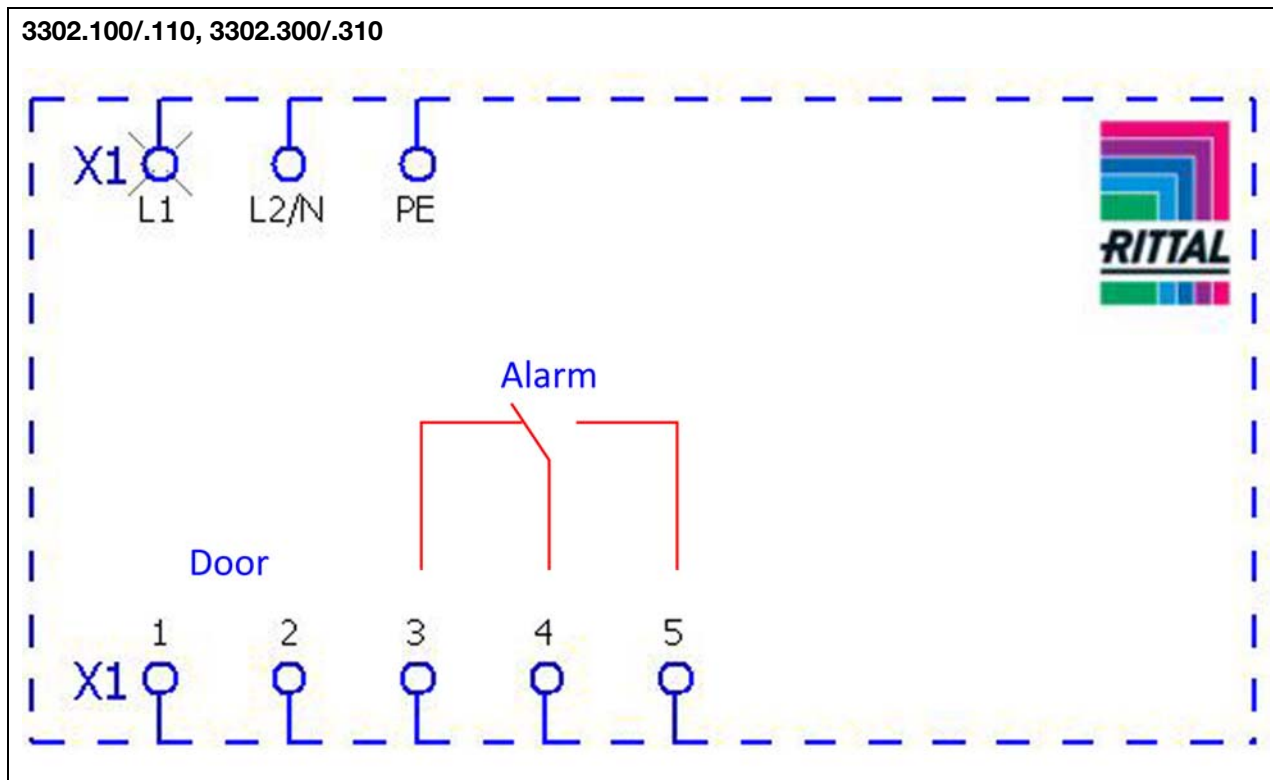 3302.100/.110, 3302.300/.310
X1
L1 L2/N PE
RITTAL
Alarm
Door
1 2 3 4 5
X1